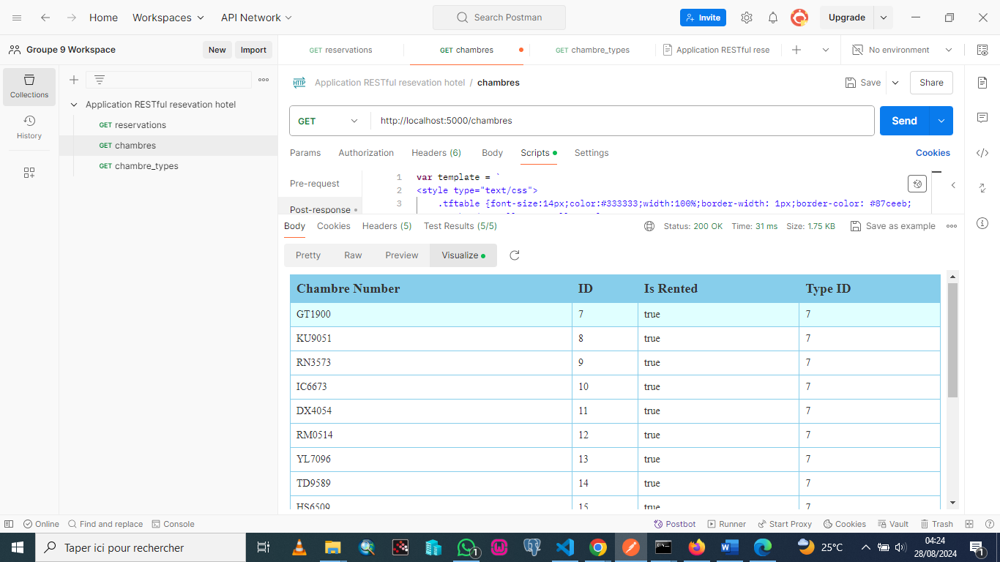 Home Workspaces API Network Search Postman Invite Upgrade
Groupe 9 Workspace New Import GET reservations GET chambres GET chambre_types Application RESTful rese No environment
Collections
History
Application RESTful resevation hotel
GET reservations
GET chambres
GET chambre_types
HTTP Application RESTful resevation hotel / chambres Save Share
GET http://localhost:5000/chambres Send
Params Authorization Headers (6) Body Scripts Settings Cookies
Pre-request
Post-response
1 var template = `
2 <style type="text/css">
3 .tftable {font-size:14px;color:#333333;width:100%;border-width: 1px;border-color: #87ceeb;
Body Cookies Headers (5) Test Results (5/5) Status: 200 OK Time: 31 ms Size: 1.75 KB Save as example
Pretty Raw Preview Visualize
Chambre Number ID Is Rented Type ID
GT1900 7 true 7
KU9051 8 true 7
RN3573 9 true 7
IC6673 10 true 7
DX4054 11 true 7
RM0514 12 true 7
YL7096 13 true 7
TD9589 14 true 7
HS6509 15 true 7
Online Find and replace Console Postbot Runner Start Proxy Cookies Vault Trash
Taper ici pour rechercher 1 25°C 04:24
28/08/2024 1